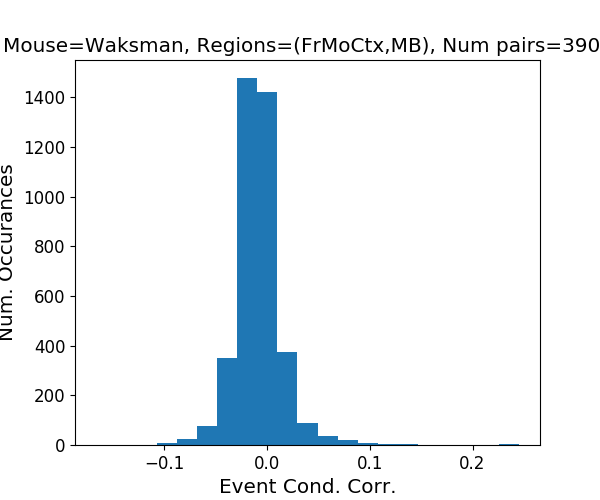 Mouse=Waksman, Regions=(FrMoCtx,MB), Num pairs=390
1400
1200
1000
800
600
400
200
0
Num. Occurances
−0.1 0.0 0.1 0.2
Event Cond. Corr.